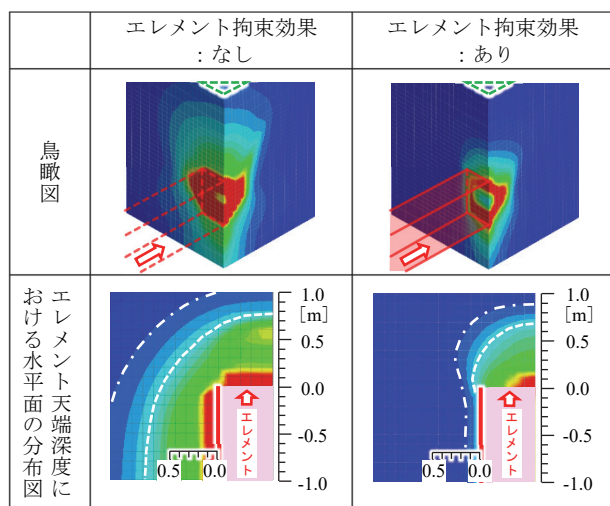 エレメント拘束効果
：なし
エレメント拘束効果
：あり
鳥瞰図
エレメント天端深度に
おける水平面の分布図
1.0
[m]
0.5
0.0
-0.5
-1.0
0.5
0.0
エレメント
1.0
[m]
0.5
0.0
-0.5
-1.0
0.5
0.0
エレメント